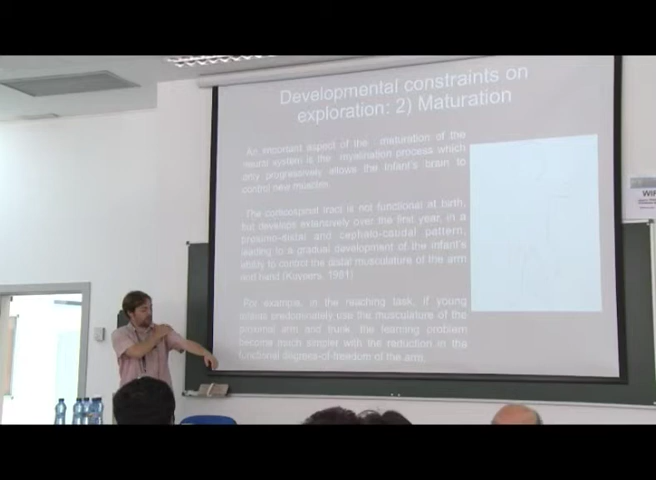 Developmental constraints on
exploration: 2) Maturation
An important aspect of the maturation of the
neural system is the myelination process which
only progressively allows the infant's brain to
control new muscles.
The corticospinal tract is not functional at birth,
but develops extensively over the first year, in a
proximo-distal and cephalo-caudal pattern,
leading to a gradual development of the infant's
ability to control the distal musculature of the arm
and hand (Kuypers, 1981)
For example, in the reaching task, if young
infants predominately use the musculature of the
proximal arm and trunk, the learning problem
become much simpler with the reduction in the
functional degrees-of-freedom of the arm.